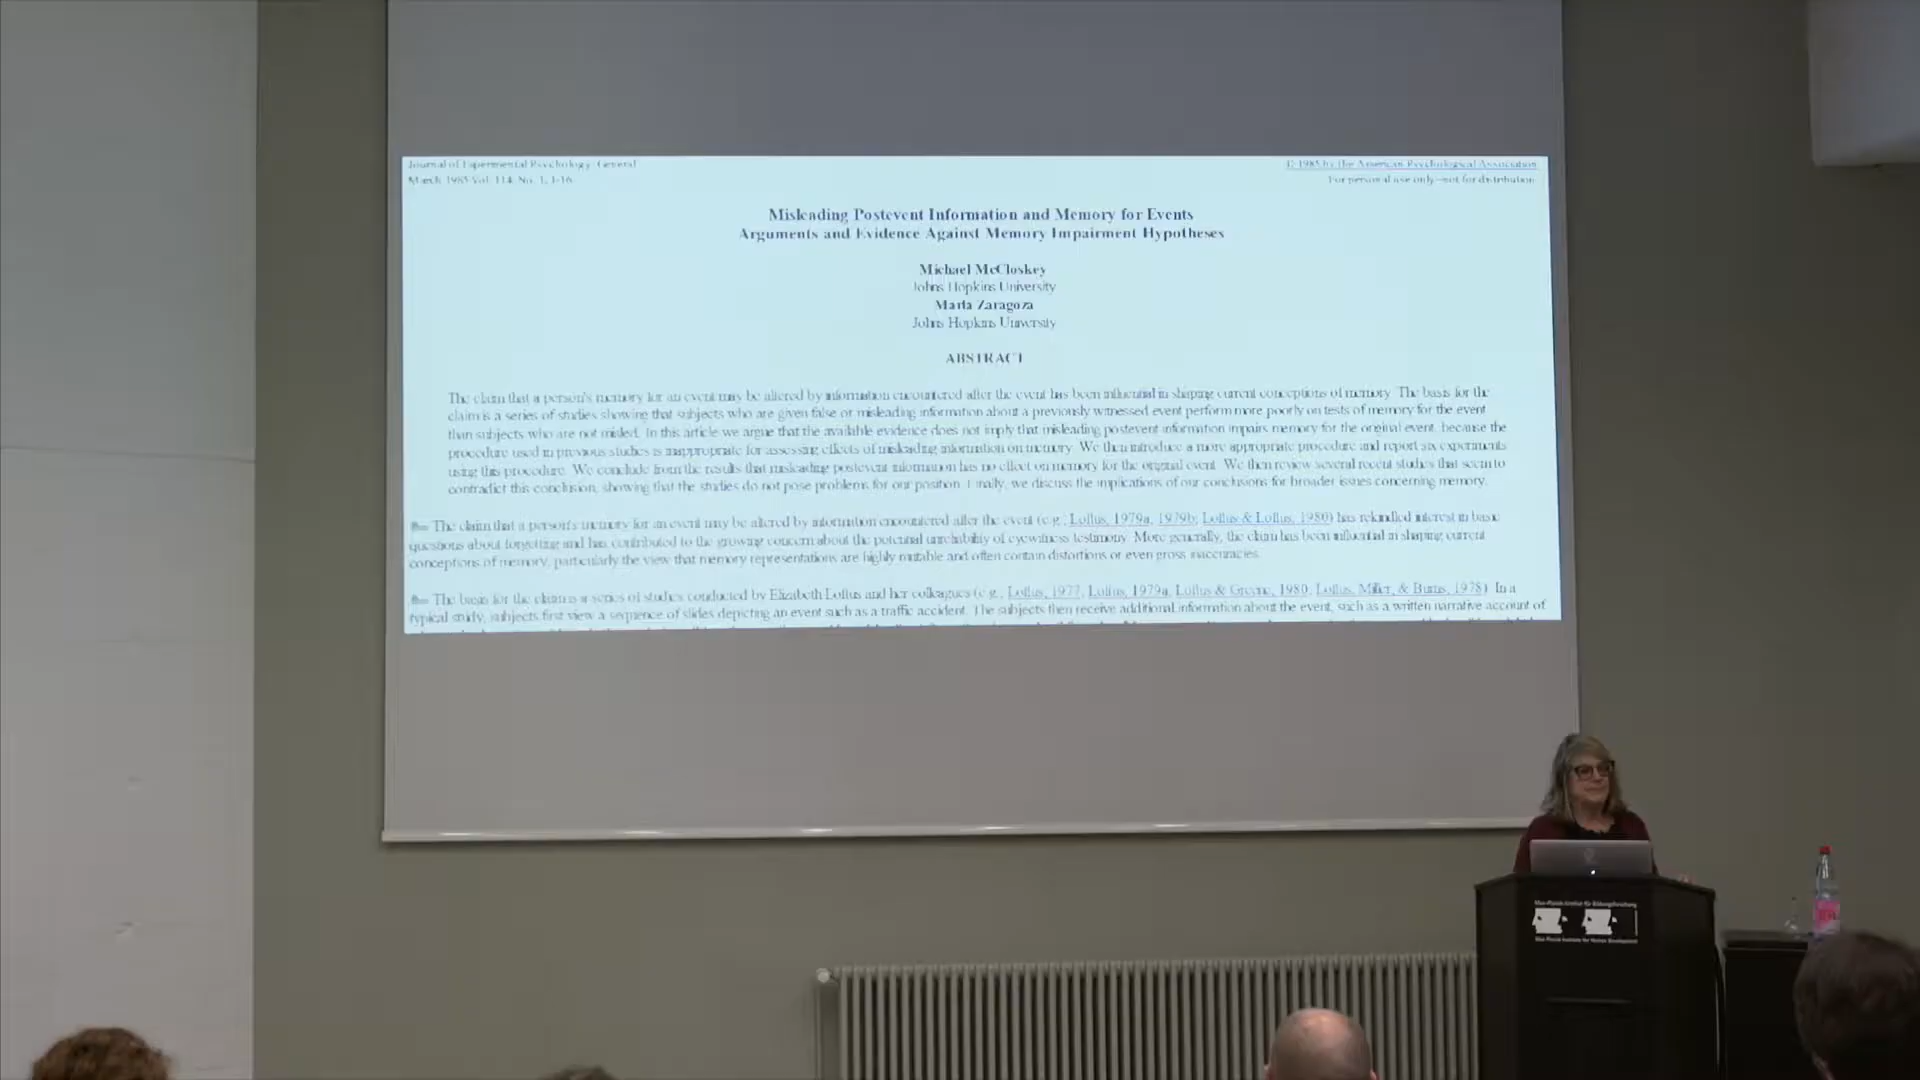 Journal of Experimental Psychology: General
March 1985 Vol. 114, No. 1, 1-16
© 1985 by the American Psychological Association
For personal use only--not for distribution
Misleading Postevent Information and Memory for Events
Arguments and Evidence Against Memory Impairment Hypotheses
Michael McCloskey
Johns Hopkins University
Maria Zaragoza
Johns Hopkins University
ABSTRACT
The claim that a person's memory for an event may be altered by information encountered after the event has been influential in shaping current conceptions of memory. The basis for the
claim is a series of studies showing that subjects who are given false or misleading information about a previously witnessed event perform more poorly on tests of memory for the event
than subjects who are not misled. In this article we argue that the available evidence does not imply that misleading postevent information impairs memory for the original event, because the
procedure used in previous studies is inappropriate for assessing effects of misleading information on memory. We then introduce a more appropriate procedure and report six experiments
using this procedure. We conclude from the results that misleading postevent information has no effect on memory for the original event. We then review several recent studies that seem to
contradict this conclusion, showing that the studies do not pose problems for our position. Finally, we discuss the implications of our conclusions for broader issues concerning memory.
The claim that a person's memory for an event may be altered by information encountered after the event (e.g., Loftus, 1979a, 1979b; Loftus & Loftus, 1980) has rekindled interest in basic
questions about forgetting and has contributed to the growing concern about the potential unreliability of eyewitness testimony. More generally, the claim has been influential in shaping current
conceptions of memory, particularly the view that memory representations are highly mutable and often contain distortions or even gross inaccuracies.
The basis for the claim is a series of studies conducted by Elizabeth Loftus and her colleagues (e.g., Loftus, 1977, Loftus, 1979a, Loftus & Greene, 1980; Loftus, Miller, & Burns, 1978). In a
typical study, subjects first view a sequence of slides depicting an event such as a traffic accident. The subjects then receive additional information about the event, such as a written narrative account of
Max-Planck-Institut für Bildungsforschung
Max Planck Institute for Human Development